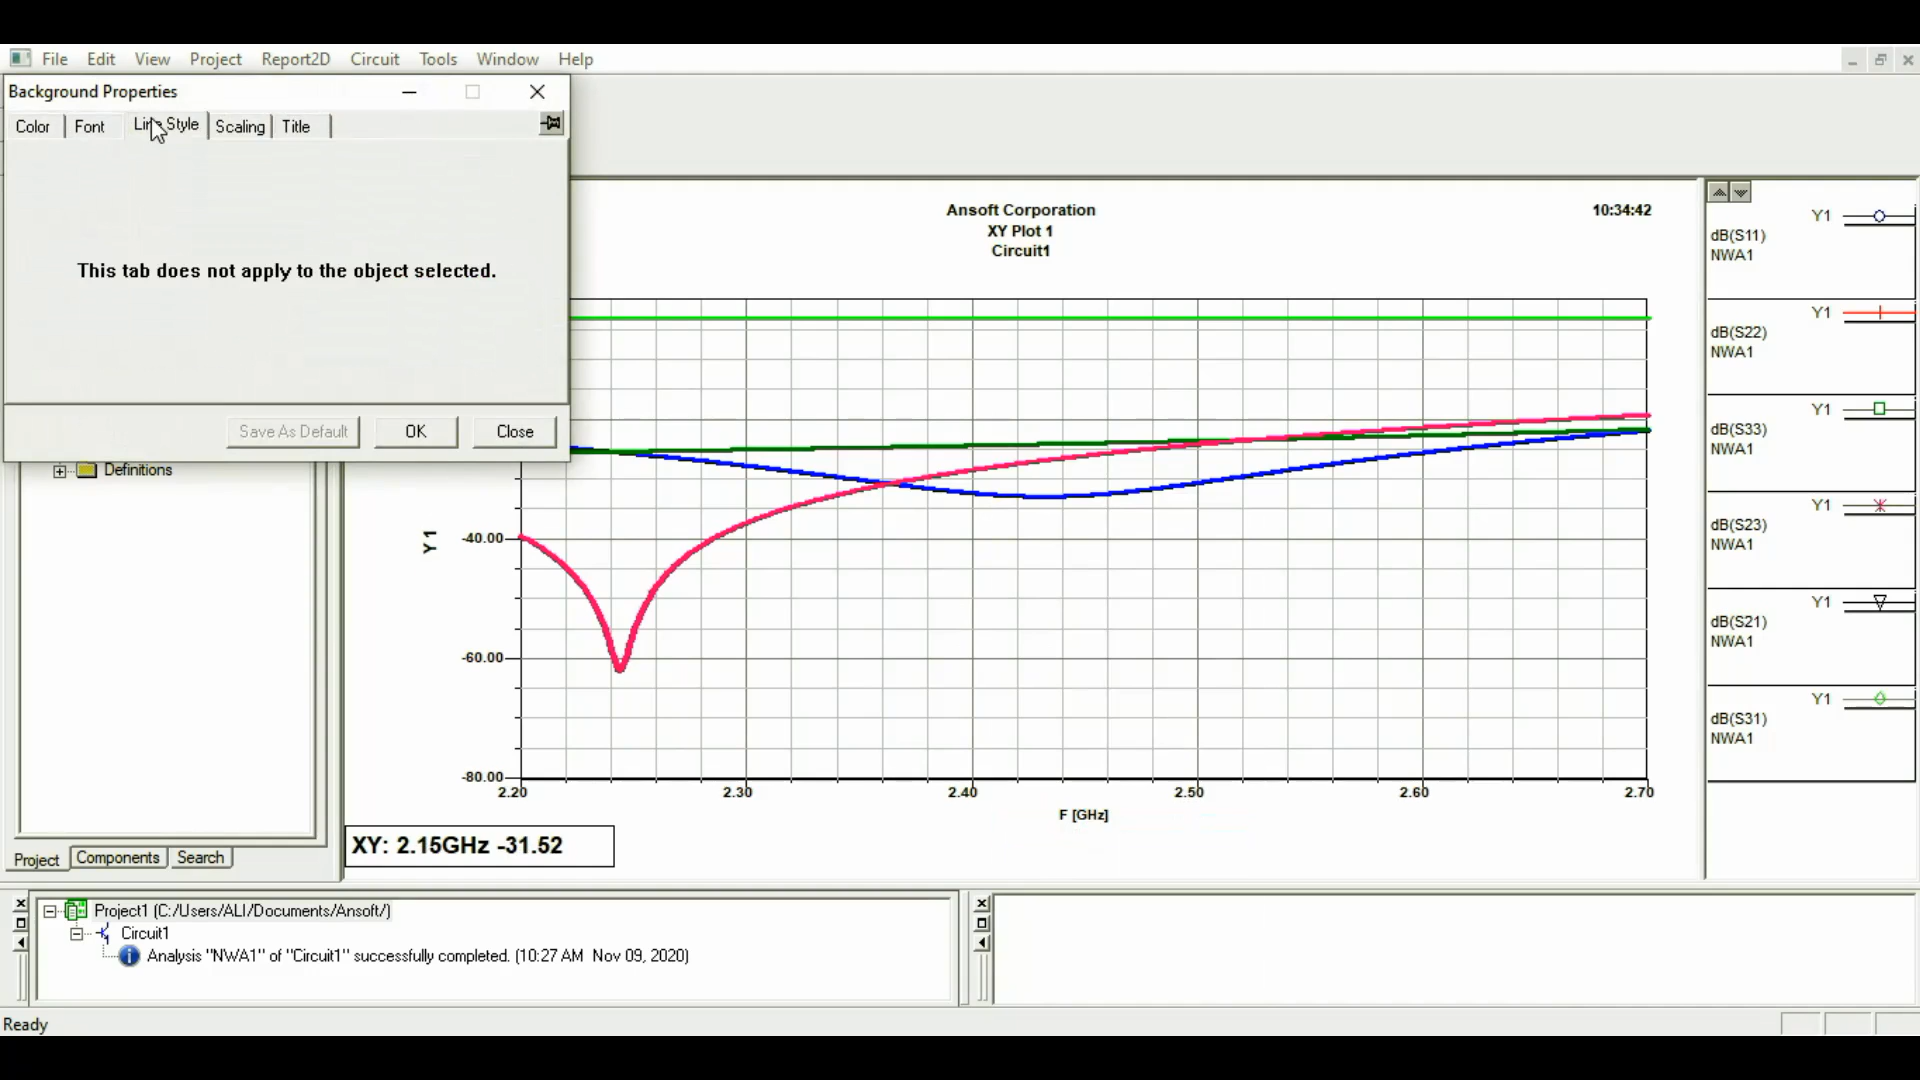 File Edit View Project Report2D Circuit Tools Window Help
Background Properties
Color Font Line Style Scaling Title
This tab does not apply to the object selected.
Save As Default OK Close
Definitions
Project Components Search
Ansoft Corporation
XY Plot 1
Circuit1
10:34:42
Y 1
-40.00
-60.00
-80.00
2.20 2.30 2.40 2.50 2.60 2.70
F [GHz]
XY: 2.15GHz -31.52
Y1
dB(S11)
NWA1
Y1
dB(S22)
NWA1
Y1
dB(S33)
NWA1
Y1
dB(S23)
NWA1
Y1
dB(S21)
NWA1
Y1
dB(S31)
NWA1
Project1 (C:/Users/ALI/Documents/Ansoft/)
Circuit1
Analysis "NWA1" of "Circuit1" successfully completed. (10:27 AM Nov 09, 2020)
Ready